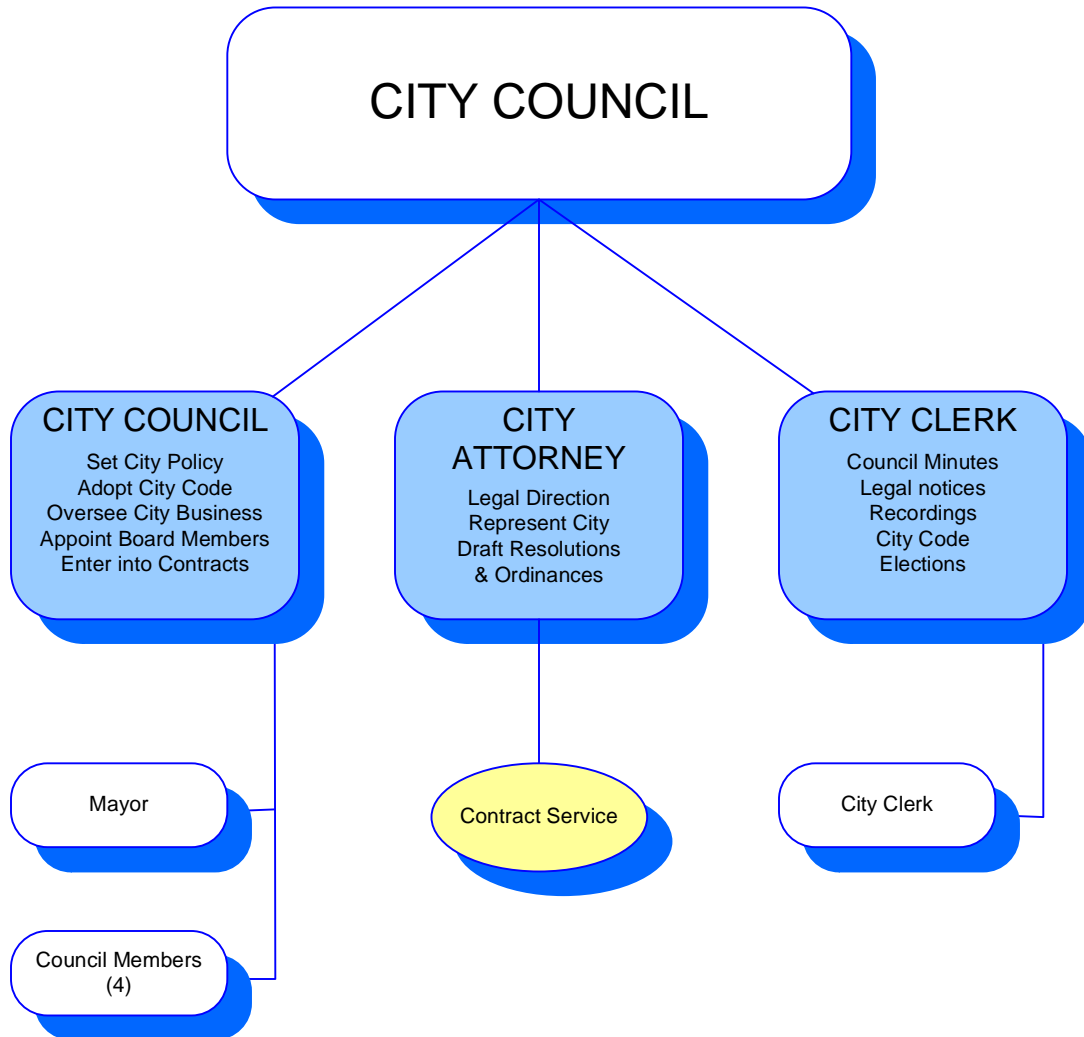 CITY COUNCIL
CITY COUNCIL
Set City Policy
Adopt City Code
Oversee City Business
Appoint Board Members
Enter into Contracts
CITY
ATTORNEY
Legal Direction
Represent City
Draft Resolutions
& Ordinances
CITY CLERK
Council Minutes
Legal notices
Recordings
City Code
Elections
Mayor
Contract Service
City Clerk
Council Members
(4)